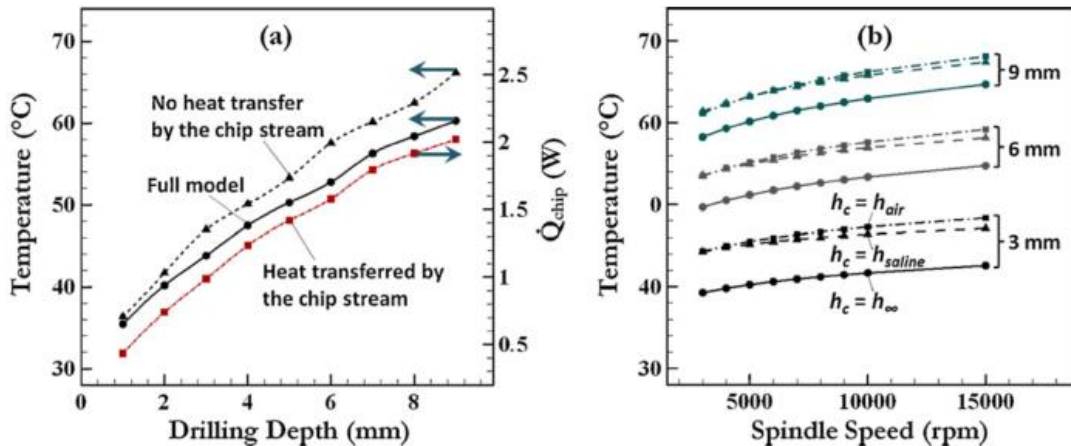 (a)
Temperature (°C)
70
60
50
40
30
No heat transfer
by the chip stream
Full model
Heat transferred by
the chip stream
2.5
2
1.5
1
0.5
Q̇chip (W)
0
2
4
6
8
Drilling Depth (mm)
(b)
Temperature (°C)
70
60
0
40
30
9 mm
6 mm
3 mm
hc = hair
hc = hsaline
hc = h∞
5000
10000
15000
Spindle Speed (rpm)